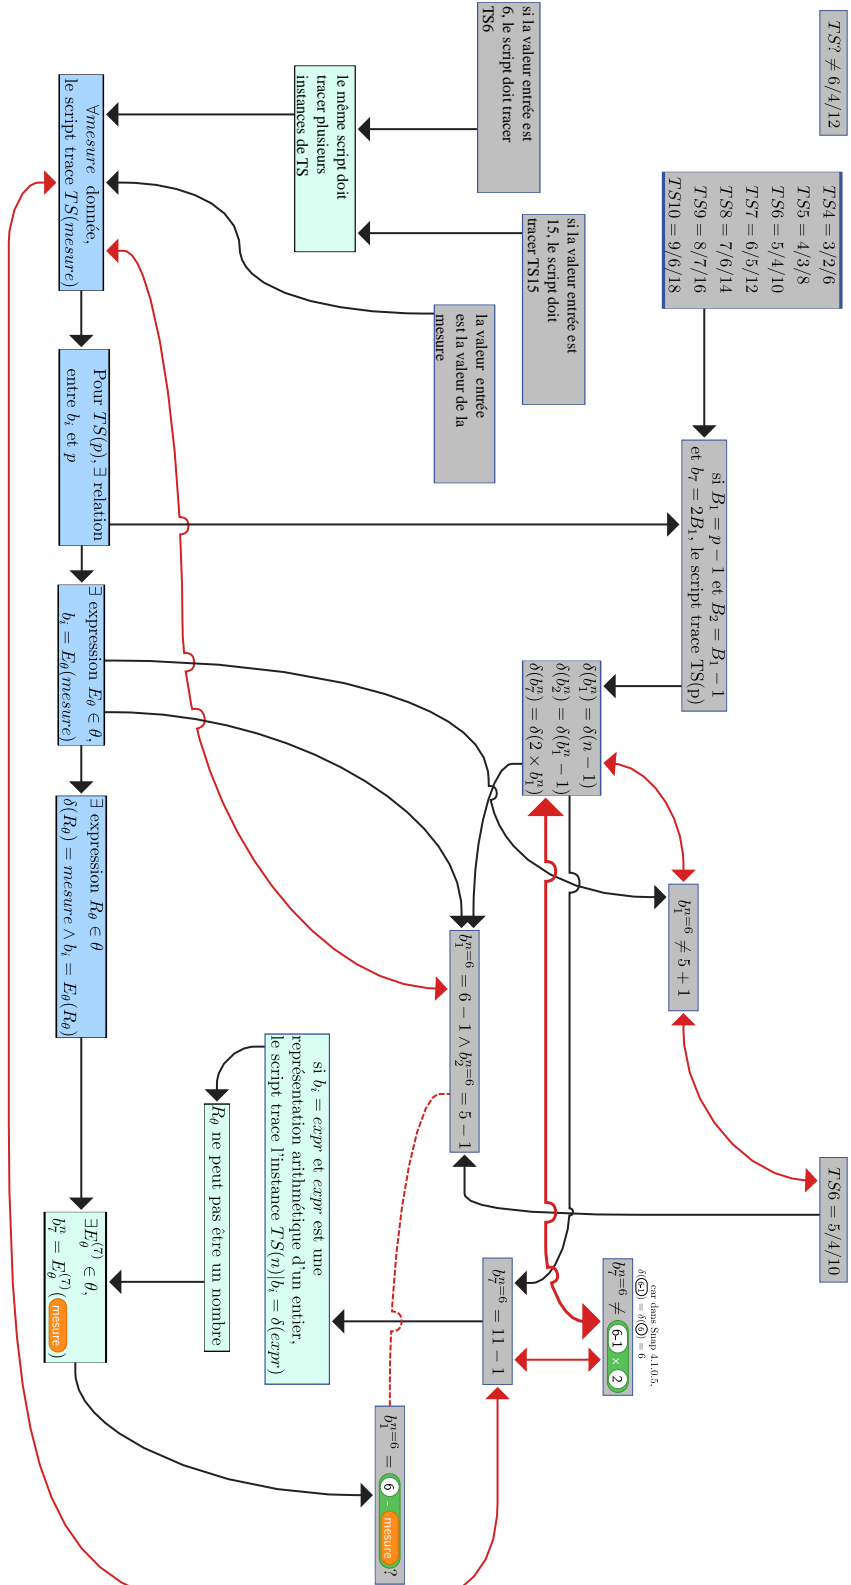 TS? ≠ 6/4/12
TS4 = 3/2/6
TS5 = 4/3/8
TS6 = 5/4/10
TS7 = 6/5/12
TS8 = 7/6/14
TS9 = 8/7/16
TS10 = 9/6/18
si la valeur entrée est
6, le script doit tracer
TS6
si la valeur entrée est
15, le script doit
tracer TS15
la valeur entrée
est la valeur de la
mesure
le même script doit
tracer plusieurs
instances de TS
∀mesure donnée,
le script trace TS(mesure)
Pour TS(p), ∃ relation
entre b_i et p
si B_1 = p − 1 et B_2 = B_1 − 1
et b_7 = 2B_1, le script trace TS(p)
∃ expression E_θ ∈ θ,
b_i = E_θ(mesure)
δ(b_1^n) = δ(n − 1)
δ(b_2^n) = δ(b_1^n − 1)
δ(b_7^n) = δ(2 × b_1^n)
∃ expression R_θ ∈ θ
δ(R_θ) = mesure ∧ b_i = E_θ(R_θ)
b_1^{n=6} ≠ 5 + 1
b_1^{n=6} = 6 − 1 ∧ b_2^{n=6} = 5 − 1
TS6 = 5/4/10
si b_i = expr et expr est une
représentation arithmétique d'un entier,
le script trace l'instance TS(n)|b_i = δ(expr)
R_θ ne peut pas être un nombre
∃E_θ^{(7)} ∈ θ,
b_7^n = E_θ^{(7)}(mesure)
car dans Snap 4.1.0.5,
δ(6-1) = δ(6) = 6
b_7^{n=6} ≠ 6-1 × 2
b_7^{n=6} = 11 − 1
b_1^{n=6} = 6 - mesure ?